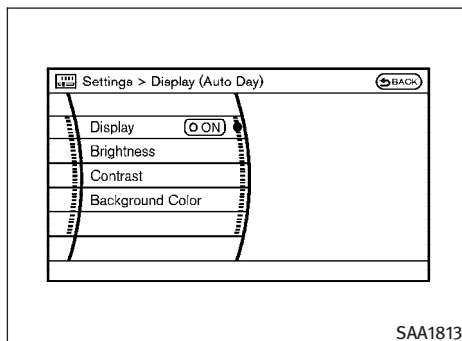 Settings > Display (Auto Day)
BACK
Display ON
Brightness
Contrast
Background Color
SAA1813